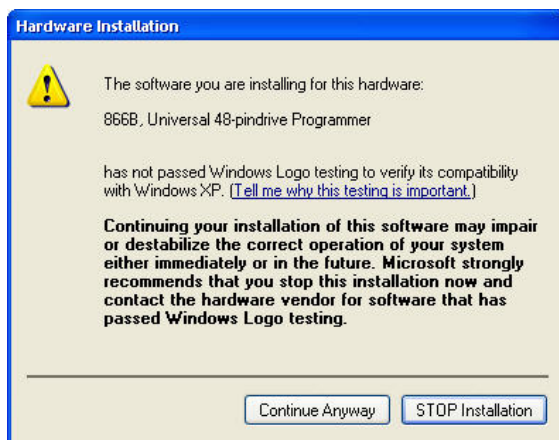 Hardware Installation
The software you are installing for this hardware:
866B, Universal 48-pindrive Programmer
has not passed Windows Logo testing to verify its compatibility
with Windows XP. (Tell me why this testing is important.)
Continuing your installation of this software may impair
or destabilize the correct operation of your system
either immediately or in the future. Microsoft strongly
recommends that you stop this installation now and
contact the hardware vendor for software that has
passed Windows Logo testing.
Continue Anyway STOP Installation